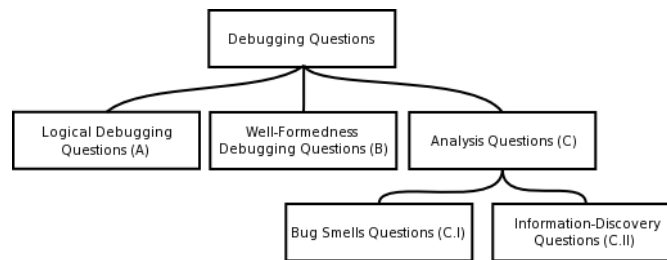 Debugging Questions
Logical Debugging
Questions (A)
Well-Formedness
Debugging Questions (B)
Analysis Questions (C)
Bug Smells Questions (C.I)
Information-Discovery
Questions (C.II)